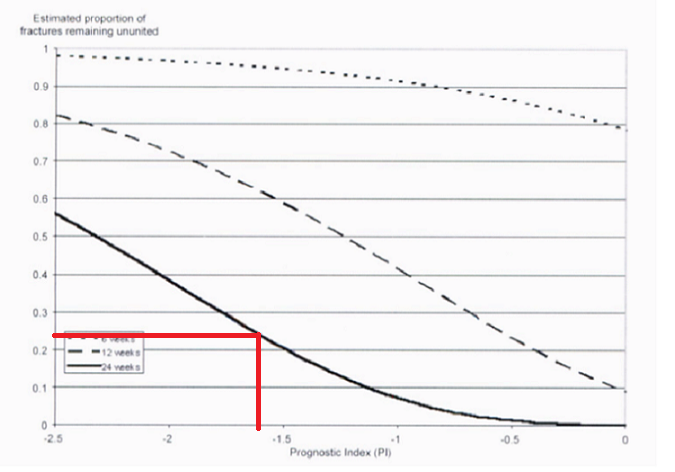 Estimated proportion of
fractures remaining ununited
1
0.9
0.8
0.7
0.6
0.5
0.4
0.3
0.2
0.1
0
6 weeks
12 weeks
24 weeks
-2.5 -2 -1.5 -1 -0.5 0
Prognostic Index (PI)